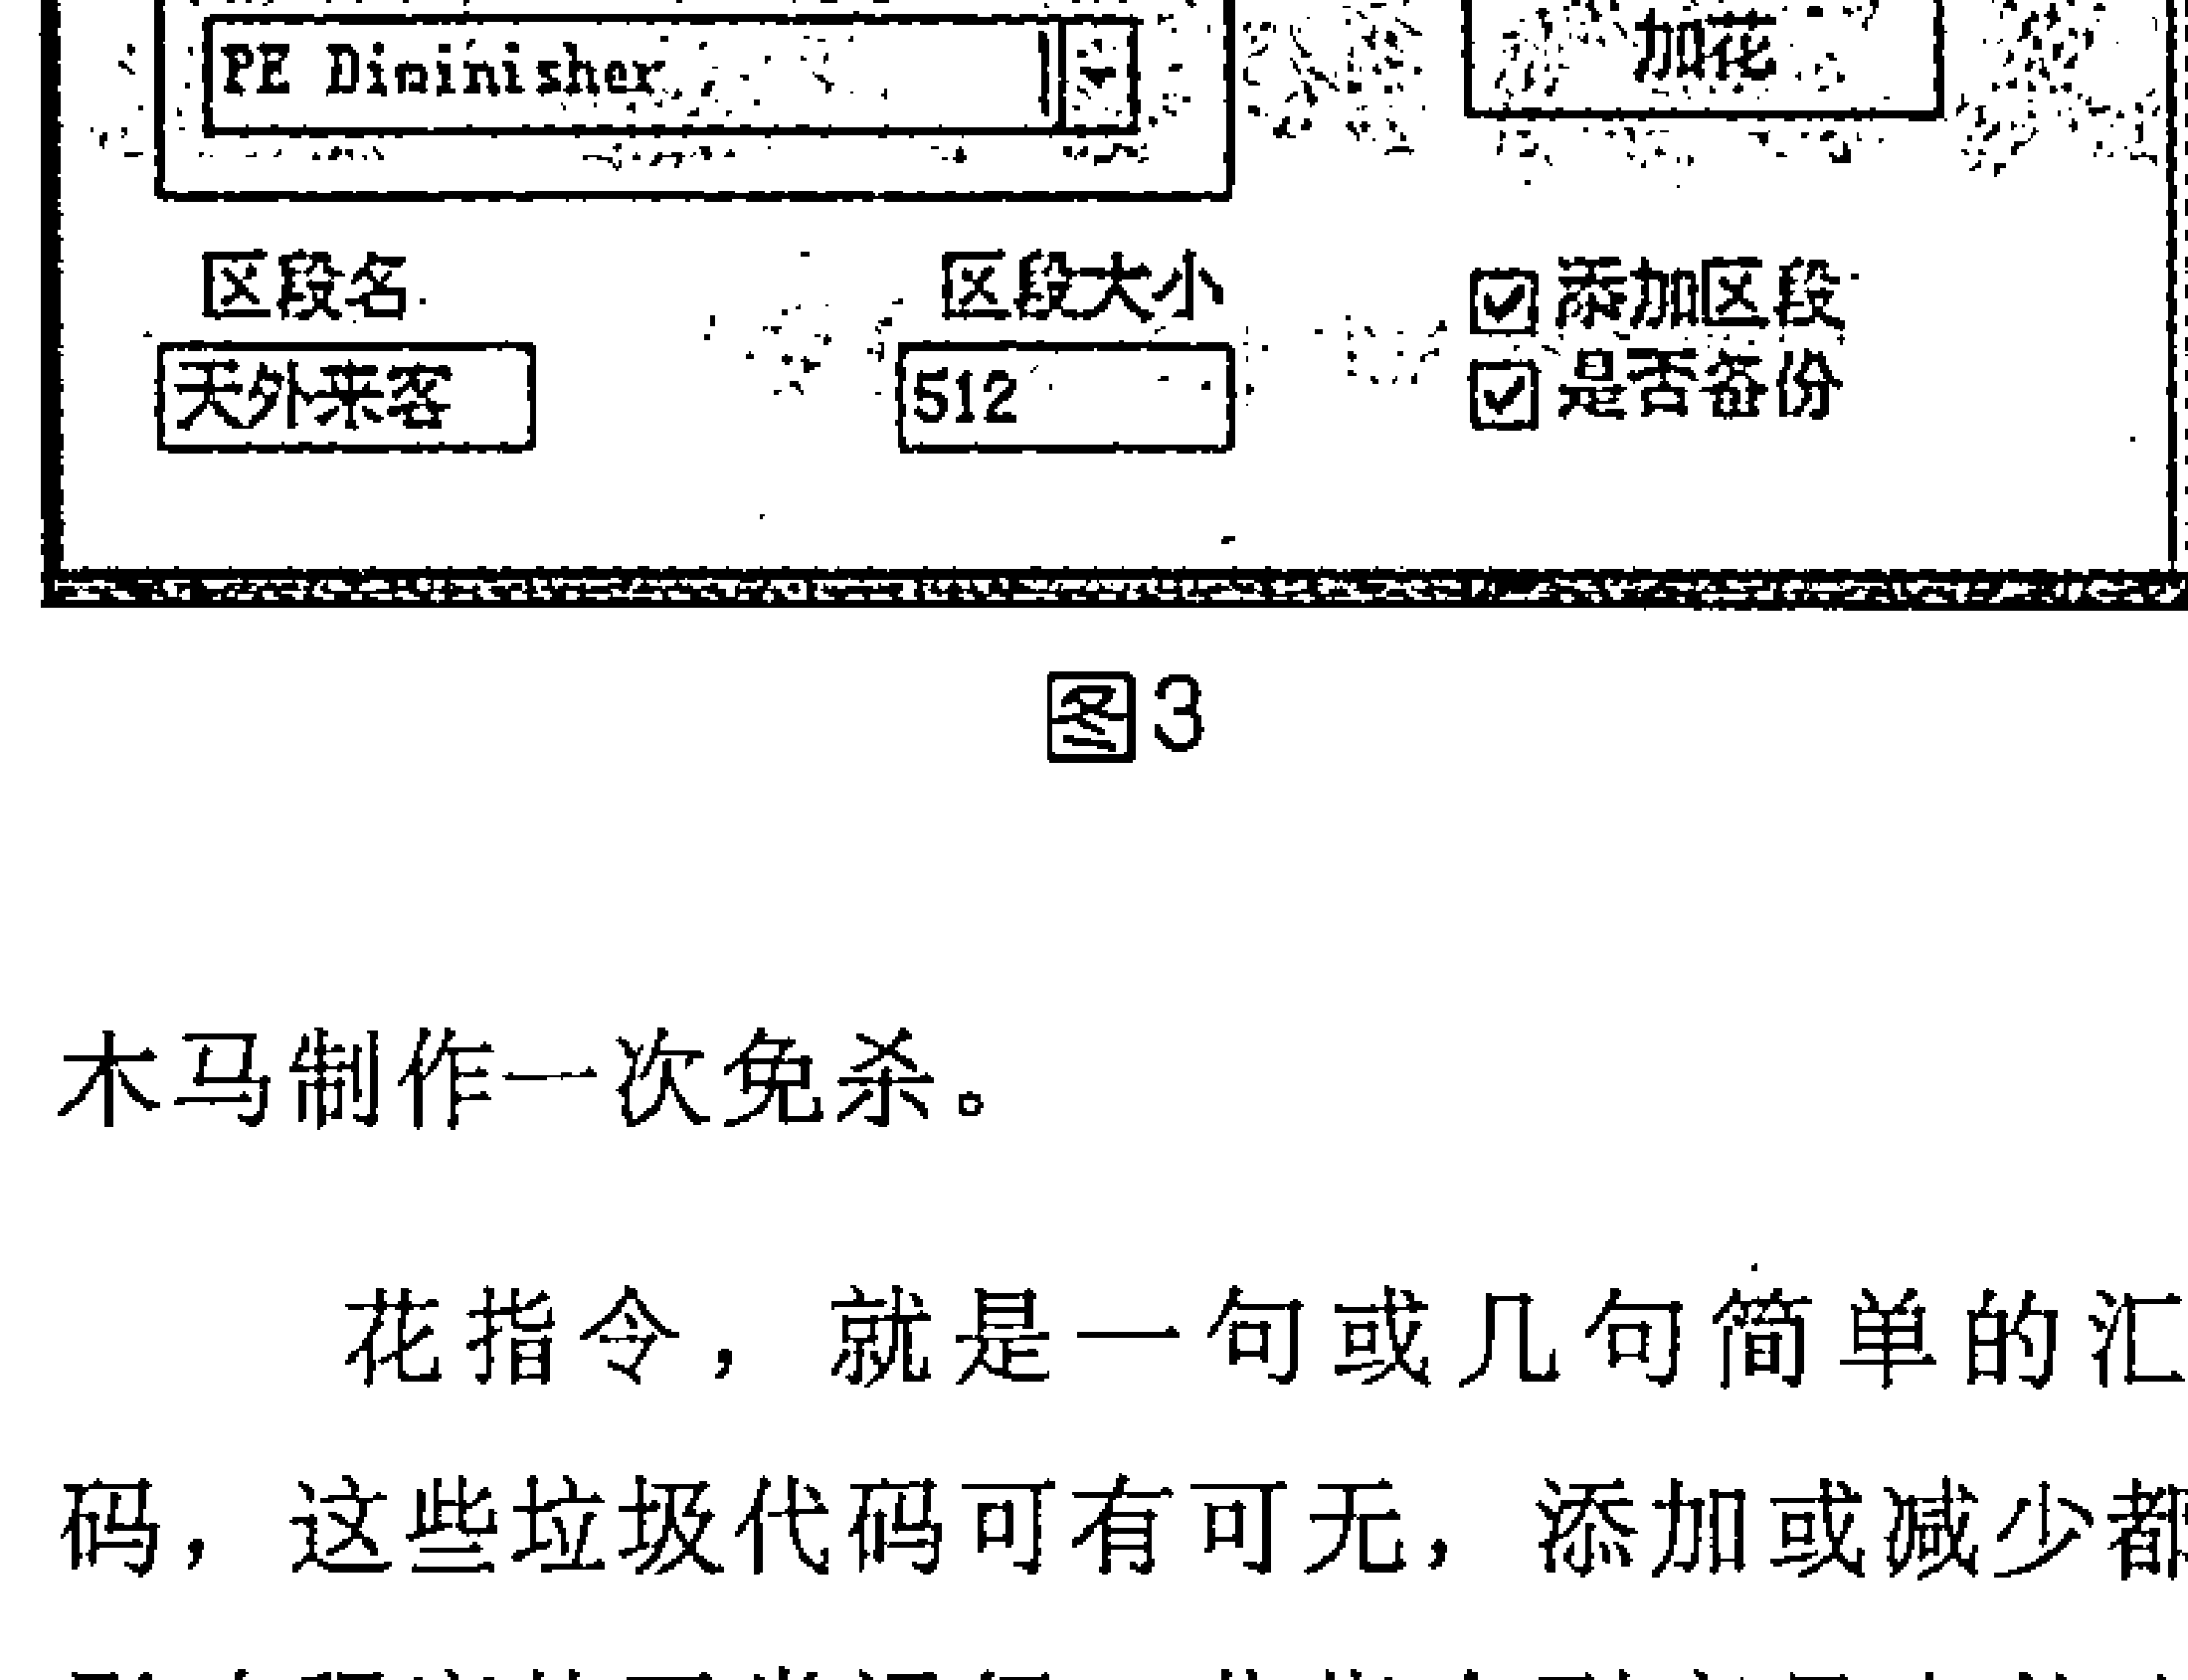 PE Diminisher
加花
区段名 区段大小 添加区段
天外来客 512 是否备份
图3
木马制作一次免杀。
花指令，就是一句或几句简单的汇
码，这些垃圾代码可有可无，添加或减少都